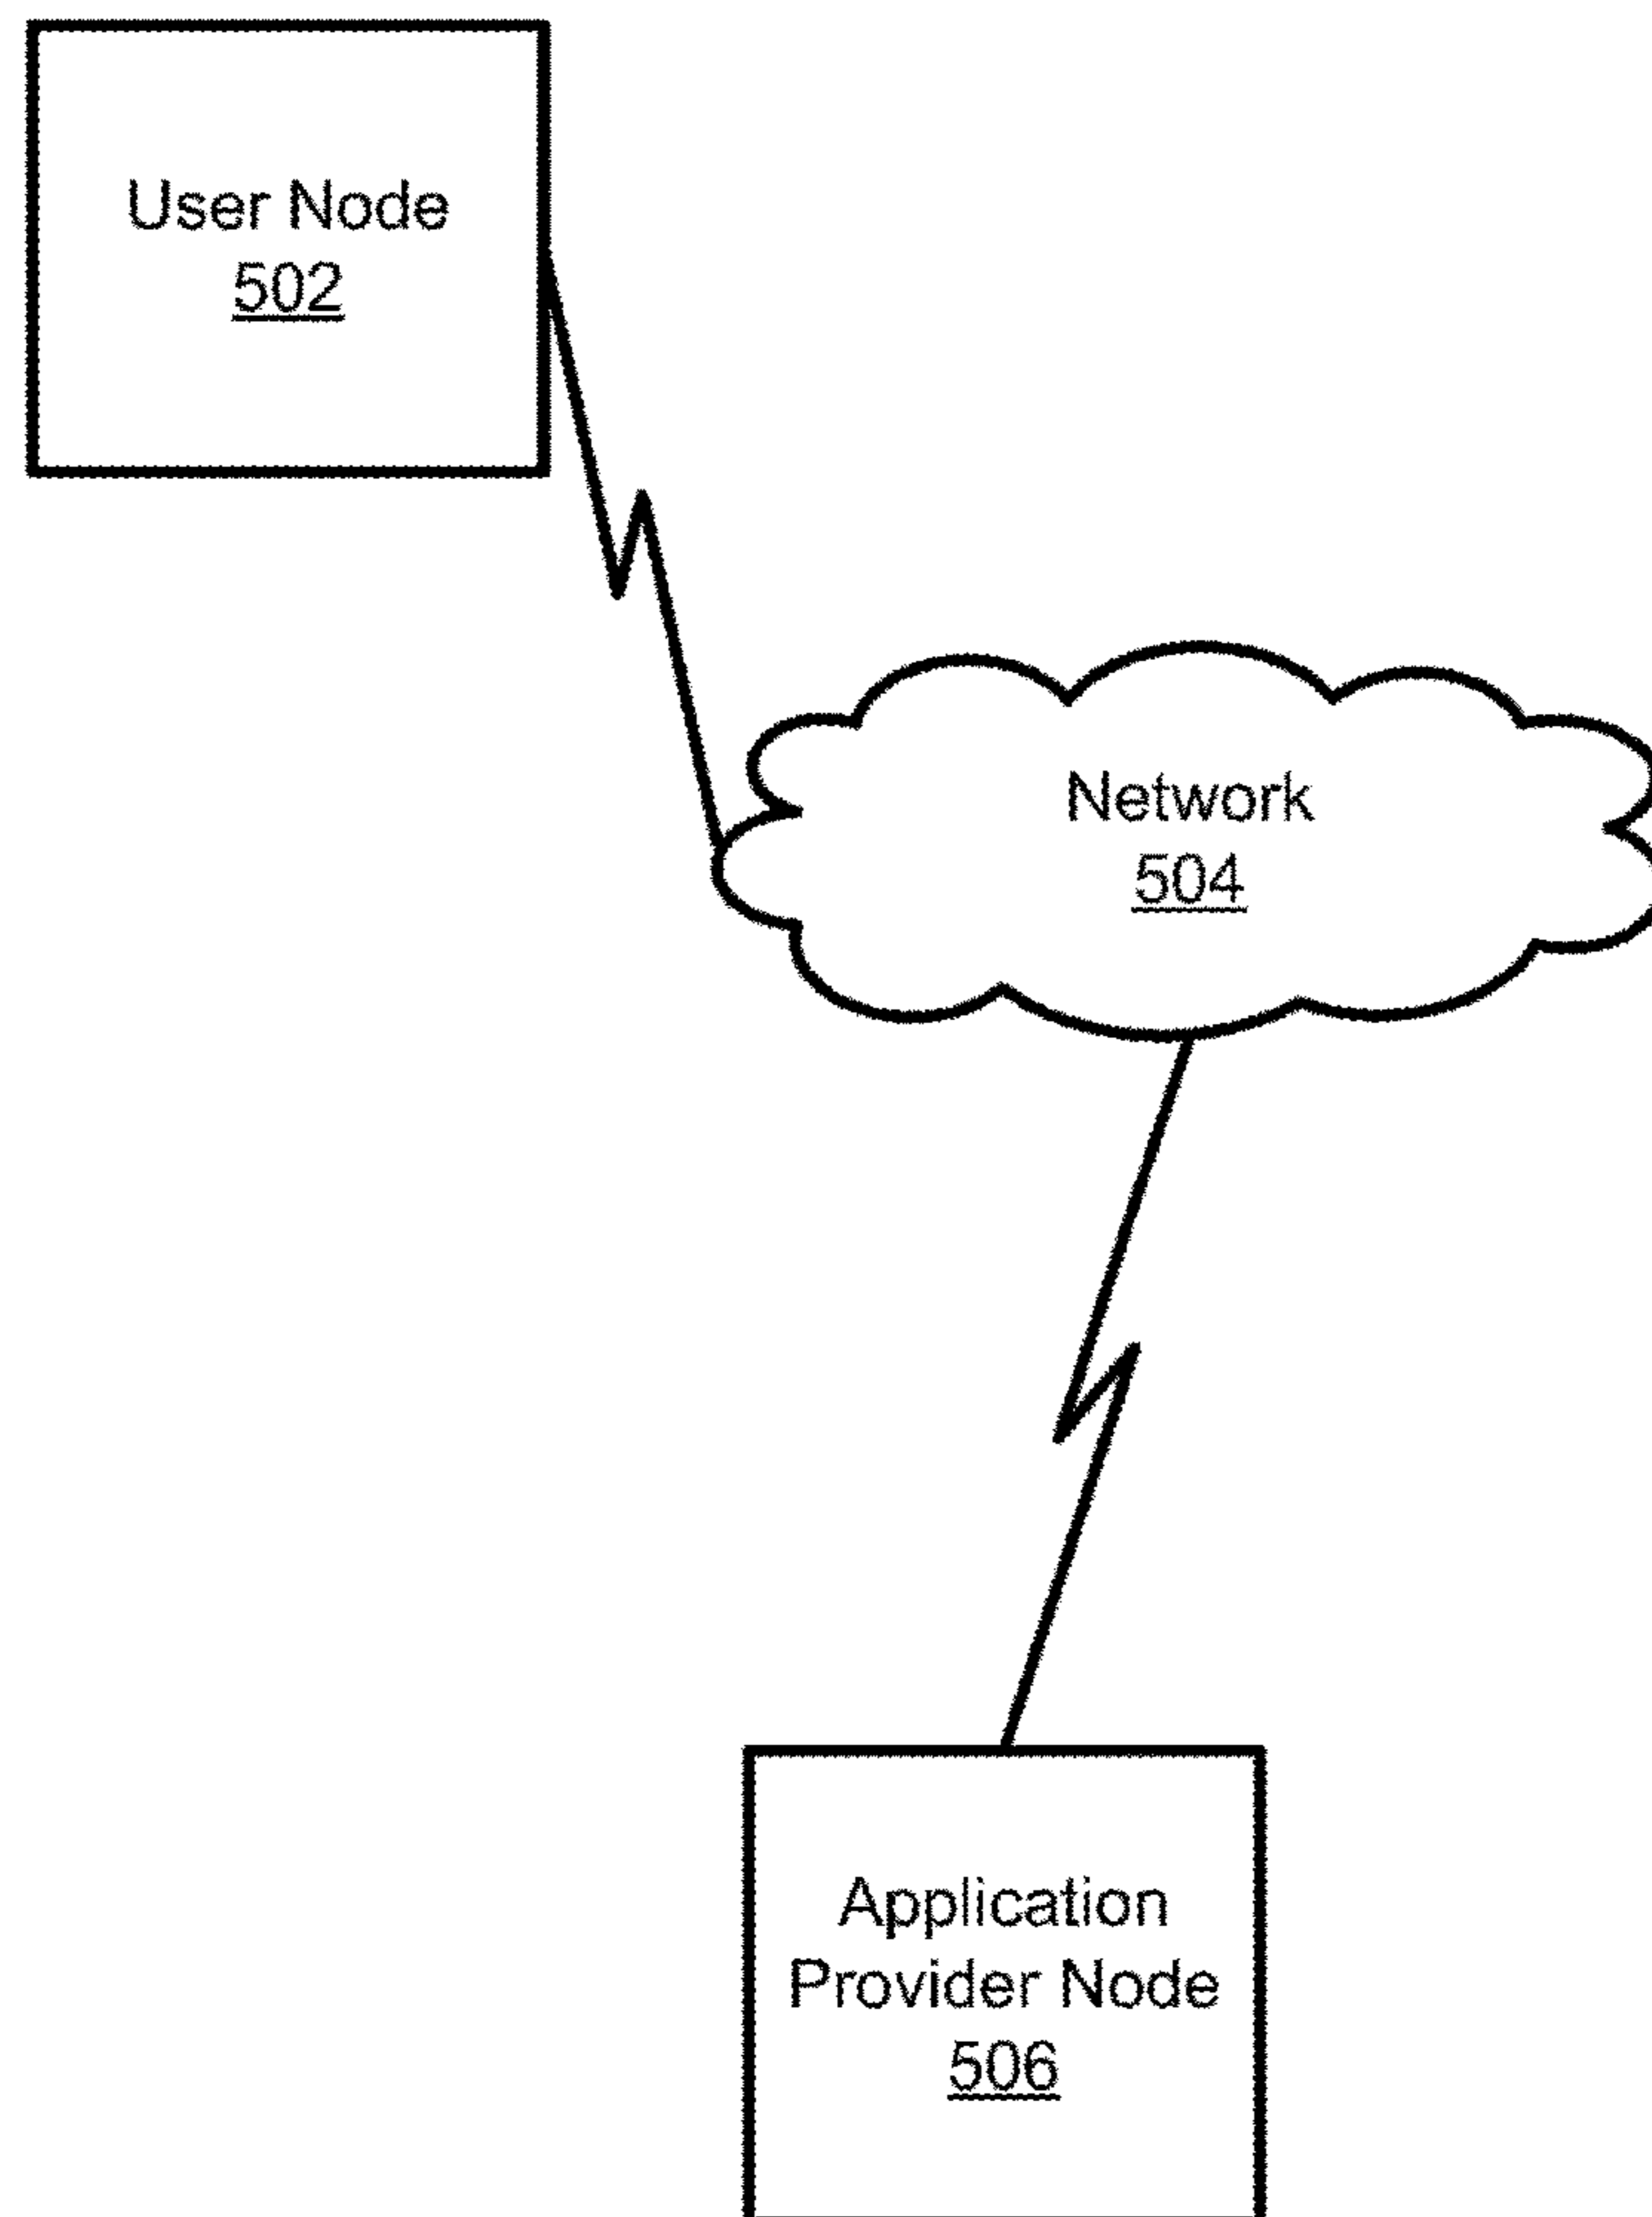 User Node
502
Network
504
Application
Provider Node
506